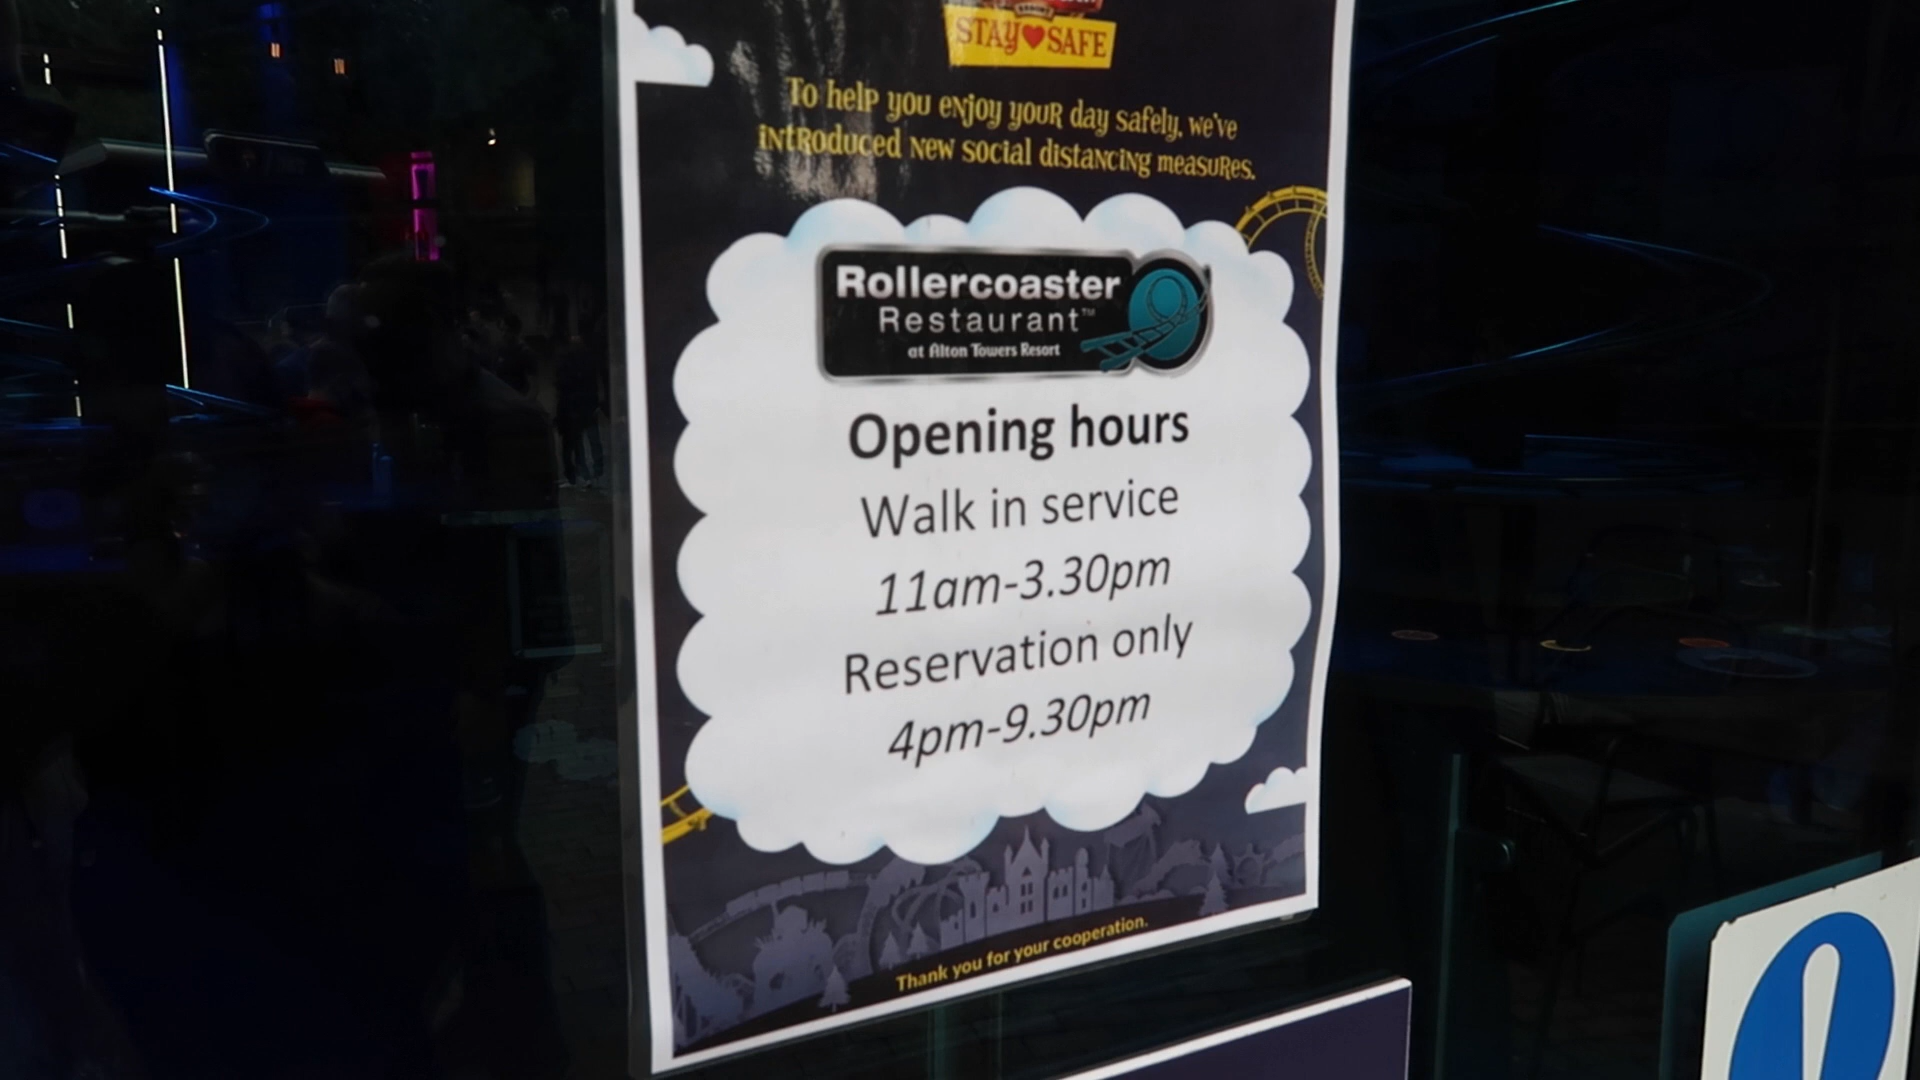 STAY SAFE
To help you enjoy your day safely, we've
introduced new social distancing measures.
Rollercoaster
Restaurant™
at Alton Towers Resort
Opening hours
Walk in service
11am-3.30pm
Reservation only
4pm-9.30pm
Thank you for your cooperation.